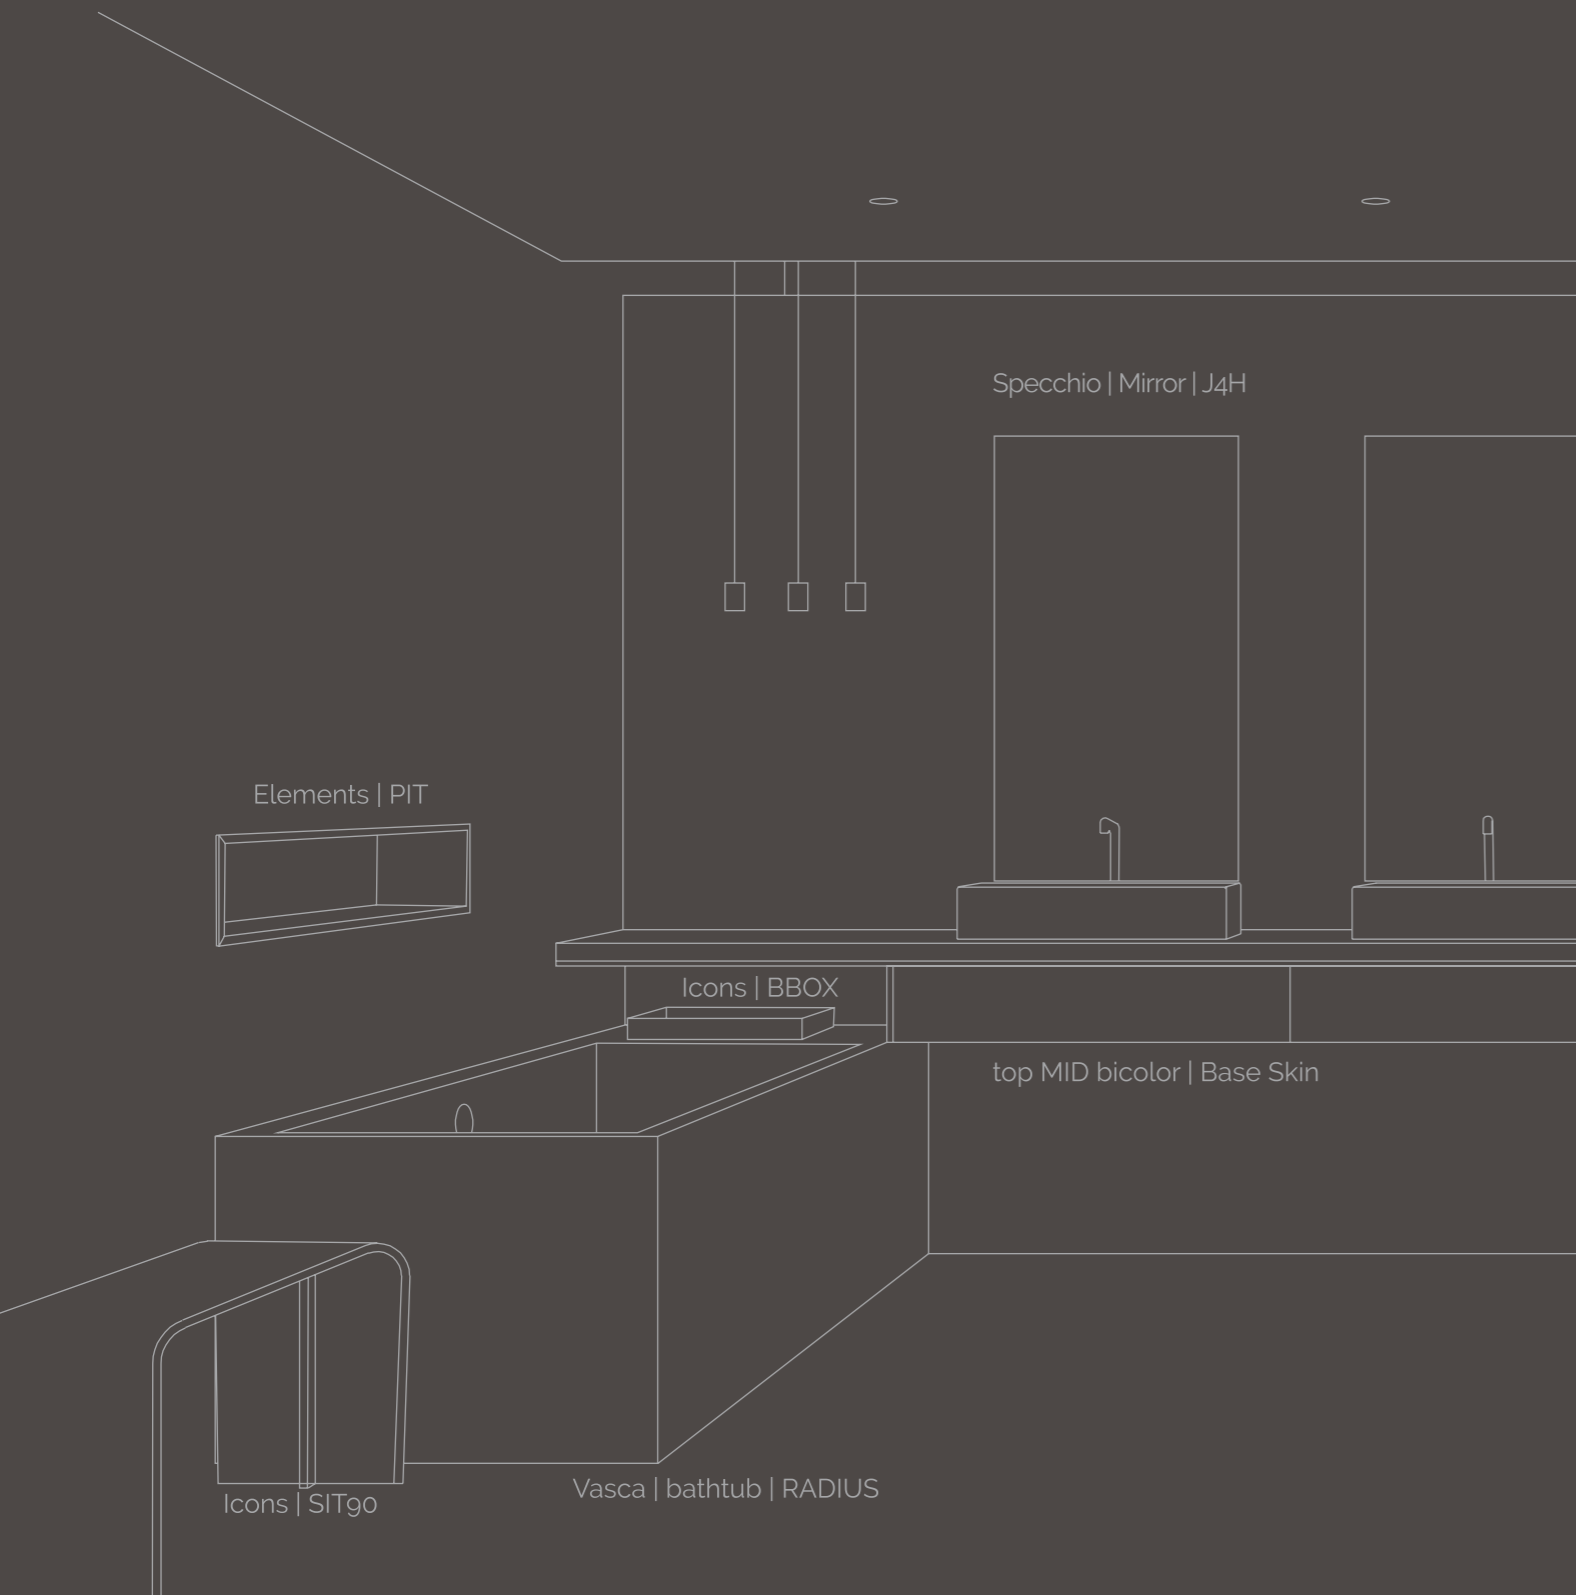 Specchio | Mirror | J4H
Elements | PIT
Icons | BBOX
top MID bicolor | Base Skin
Vasca | bathtub | RADIUS
Icons | SIT90